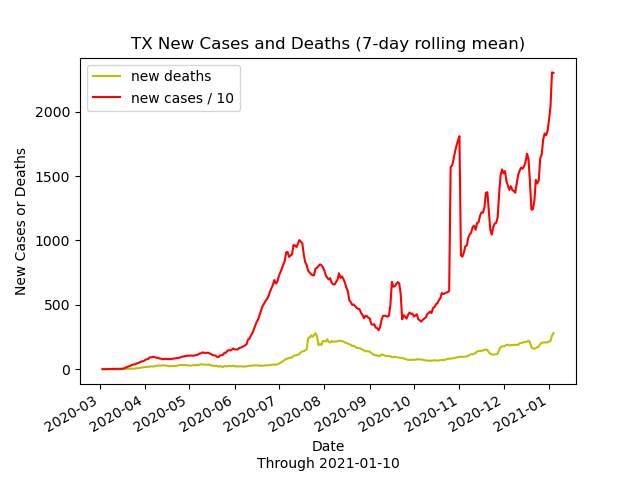 TX New Cases and Deaths (7-day rolling mean)
new deaths
new cases / 10
New Cases or Deaths
2000
1500
1000
500
0
2020-03
2020-04
2020-05
2020-06
2020-07
2020-08
2020-09
2020-10
2020-11
2020-12
2021-01
Date
Through 2021-01-10